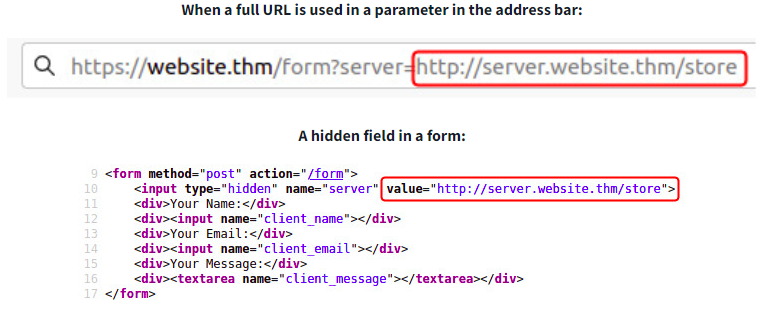 When a full URL is used in a parameter in the address bar:
https://website.thm/form?server=http://server.website.thm/store
A hidden field in a form:
9 <form method="post" action="/form">
10 <input type="hidden" name="server" value="http://server.website.thm/store">
11 <div>Your Name:</div>
12 <div><input name="client_name"></div>
13 <div>Your Email:</div>
14 <div><input name="client_email"></div>
15 <div>Your Message:</div>
16 <div><textarea name="client_message"></textarea></div>
17 </form>